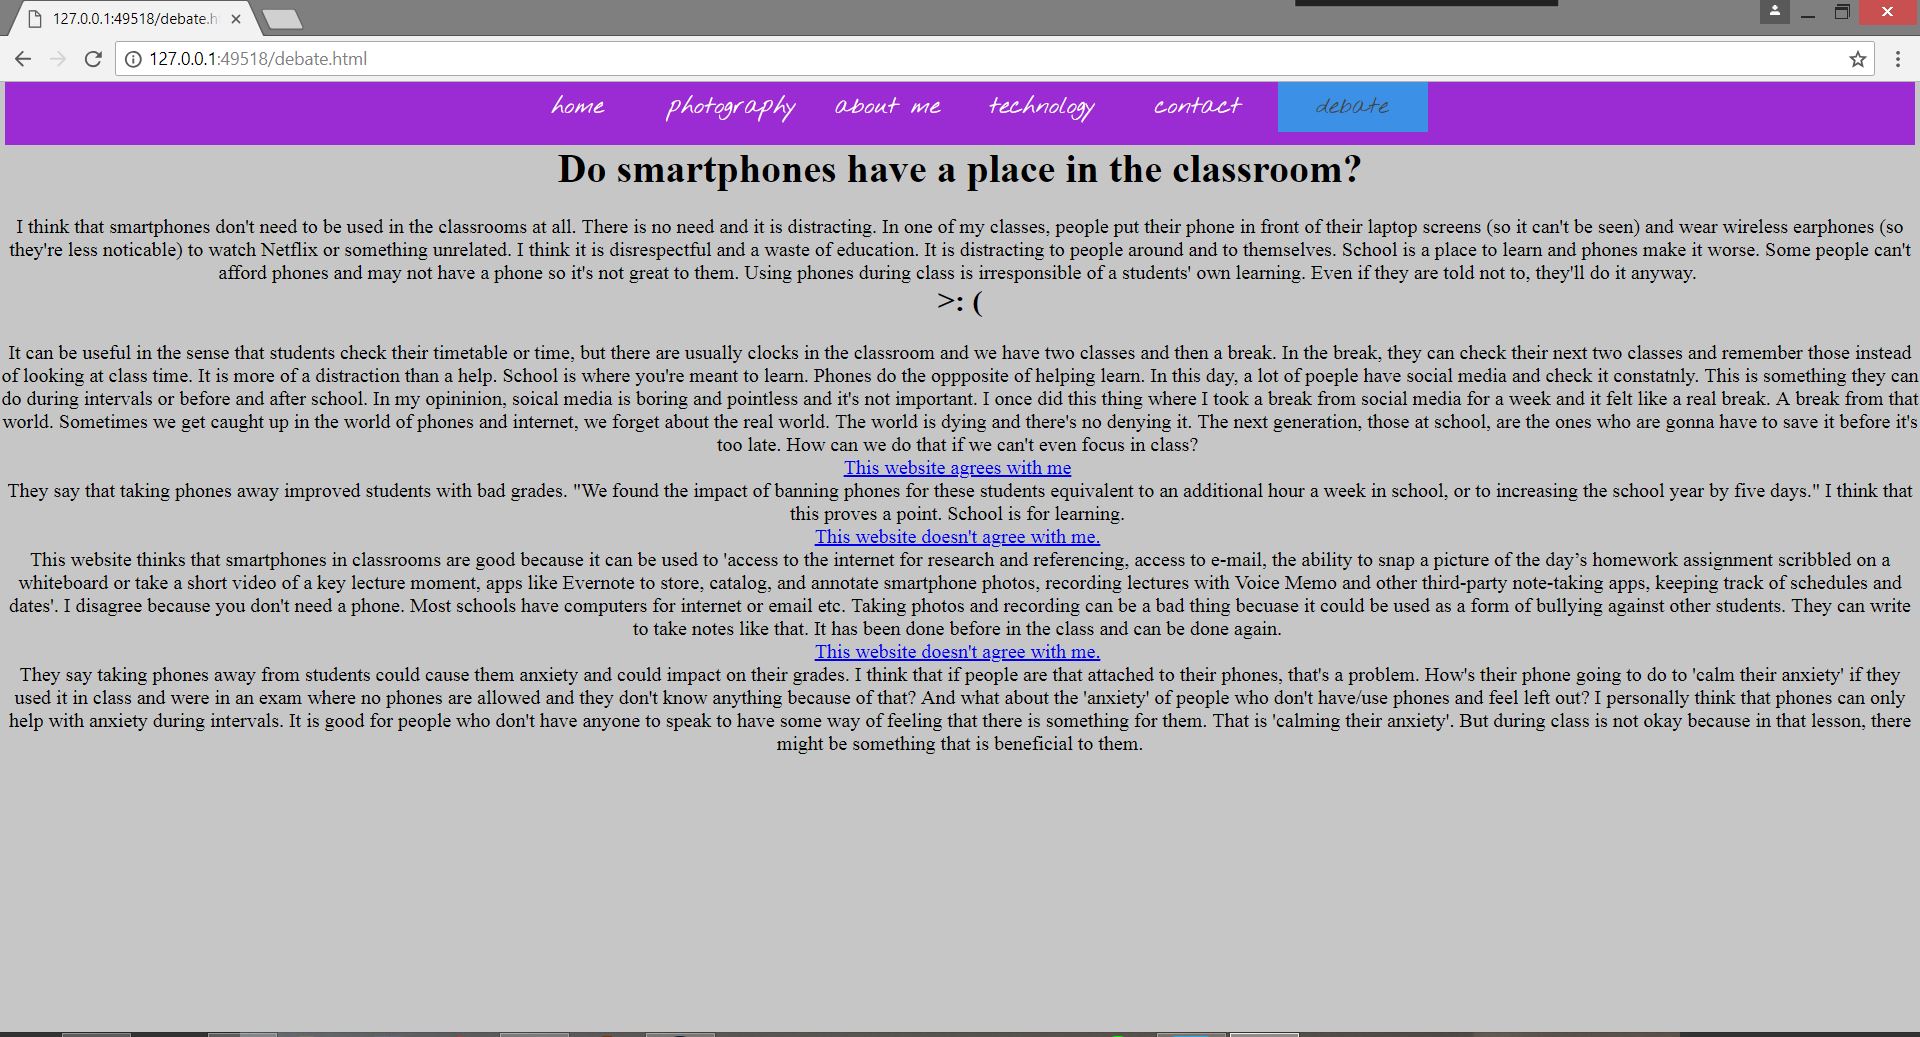 127.0.0.1:49518/debate.h
127.0.0.1:49518/debate.html
home photography about me technology contact debate
Do smartphones have a place in the classroom?
I think that smartphones don't need to be used in the classrooms at all. There is no need and it is distracting. In one of my classes, people put their phone in front of their laptop screens (so it can't be seen) and wear wireless earphones (so
they're less noticable) to watch Netflix or something unrelated. I think it is disrespectful and a waste of education. It is distracting to people around and to themselves. School is a place to learn and phones make it worse. Some people can't
afford phones and may not have a phone so it's not great to them. Using phones during class is irresponsible of a students' own learning. Even if they are told not to, they'll do it anyway.
>: (
It can be useful in the sense that students check their timetable or time, but there are usually clocks in the classroom and we have two classes and then a break. In the break, they can check their next two classes and remember those instead
of looking at class time. It is more of a distraction than a help. School is where you're meant to learn. Phones do the oppposite of helping learn. In this day, a lot of poeple have social media and check it constatnly. This is something they can
do during intervals or before and after school. In my opininion, soical media is boring and pointless and it's not important. I once did this thing where I took a break from social media for a week and it felt like a real break. A break from that
world. Sometimes we get caught up in the world of phones and internet, we forget about the real world. The world is dying and there's no denying it. The next generation, those at school, are the ones who are gonna have to save it before it's
too late. How can we do that if we can't even focus in class?
This website agrees with me
They say that taking phones away improved students with bad grades. "We found the impact of banning phones for these students equivalent to an additional hour a week in school, or to increasing the school year by five days." I think that
this proves a point. School is for learning.
This website doesn't agree with me.
This website thinks that smartphones in classrooms are good because it can be used to 'access to the internet for research and referencing, access to e-mail, the ability to snap a picture of the day’s homework assignment scribbled on a
whiteboard or take a short video of a key lecture moment, apps like Evernote to store, catalog, and annotate smartphone photos, recording lectures with Voice Memo and other third-party note-taking apps, keeping track of schedules and
dates'. I disagree because you don't need a phone. Most schools have computers for internet or email etc. Taking photos and recording can be a bad thing becuase it could be used as a form of bullying against other students. They can write
to take notes like that. It has been done before in the class and can be done again.
This website doesn't agree with me.
They say taking phones away from students could cause them anxiety and could impact on their grades. I think that if people are that attached to their phones, that's a problem. How's their phone going to do to 'calm their anxiety' if they
used it in class and were in an exam where no phones are allowed and they don't know anything because of that? And what about the 'anxiety' of people who don't have/use phones and feel left out? I personally think that phones can only
help with anxiety during intervals. It is good for people who don't have anyone to speak to have some way of feeling that there is something for them. That is 'calming their anxiety'. But during class is not okay because in that lesson, there
might be something that is beneficial to them.